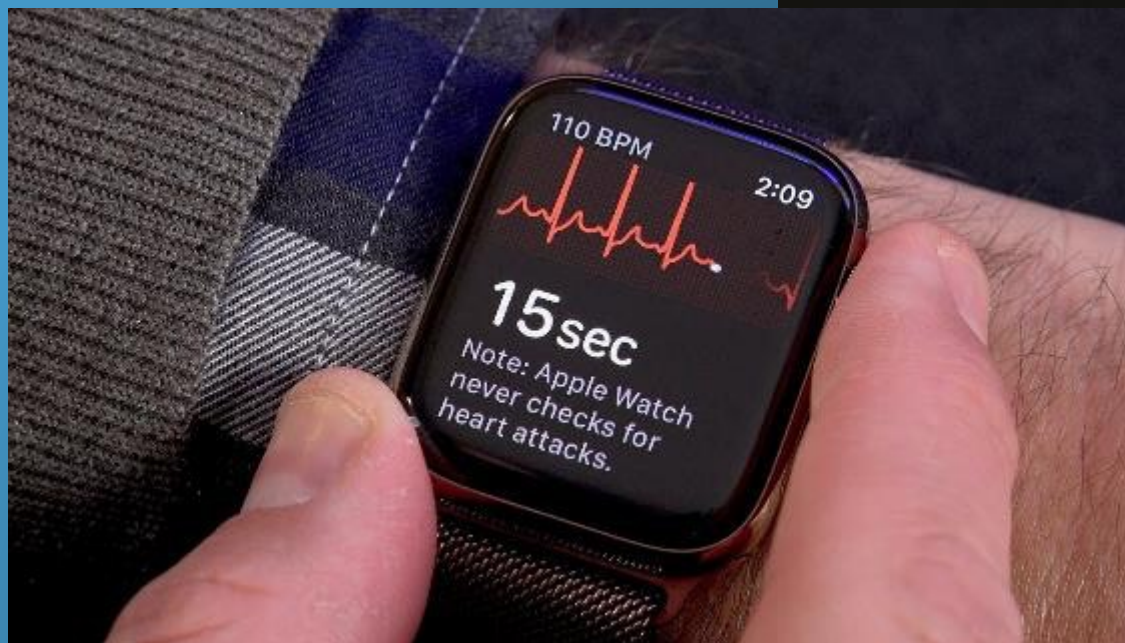 110 BPM
2:09
15sec
Note: Apple Watch
never checks for
heart attacks.